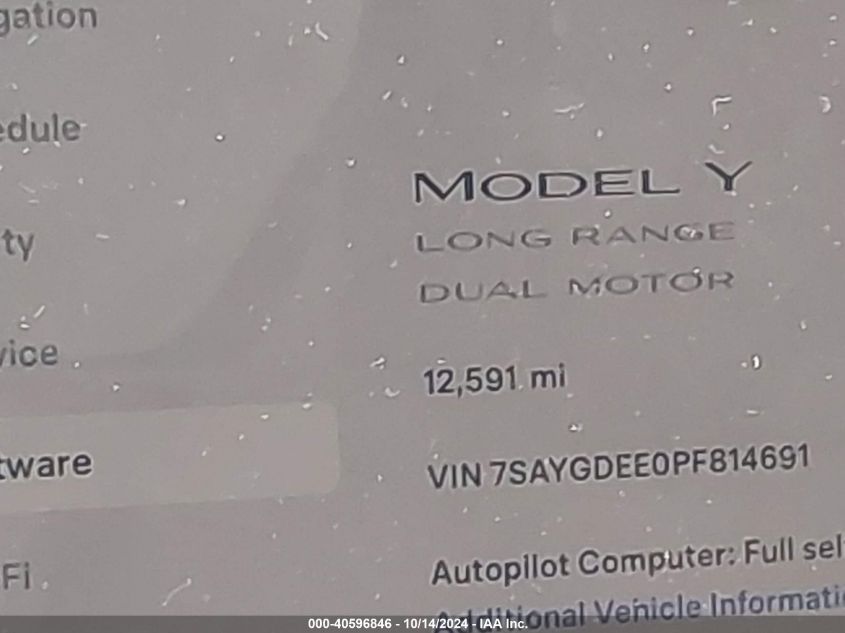 gation
edule
ty
vice
tware
Fi
MODEL Y
LONG RANGE
DUAL MOTOR
12,591 mi
VIN 7SAYGDEE0PF814691
Autopilot Computer: Full sel
Additional Vehicle Informati
000-40596846 - 10/14/2024 - IAA Inc.